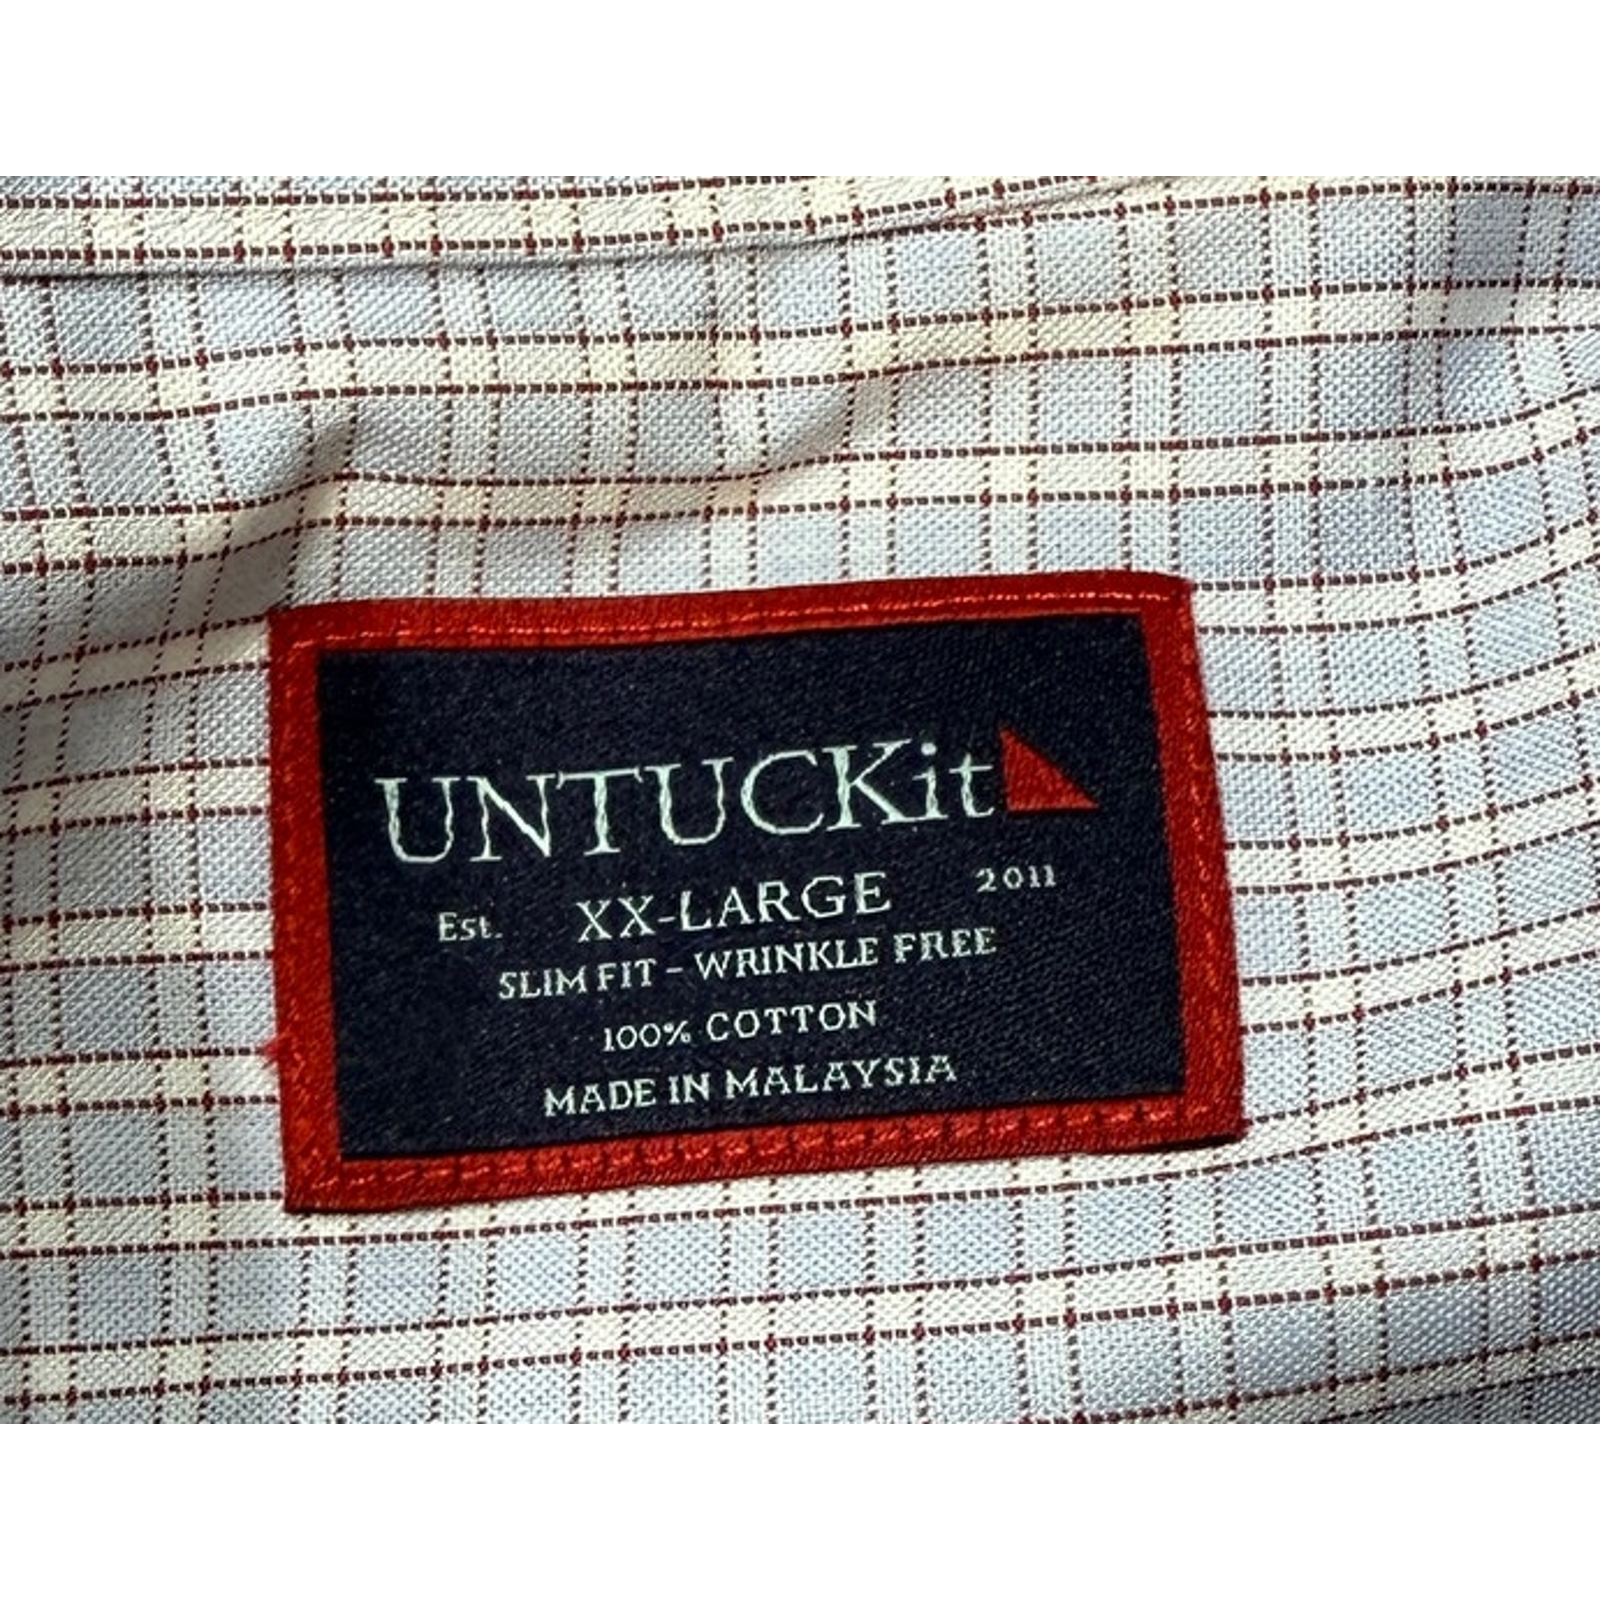 UNTUCKit
Est. XX-LARGE 2011
SLIM FIT - WRINKLE FREE
100% COTTON
MADE IN MALAYSIA